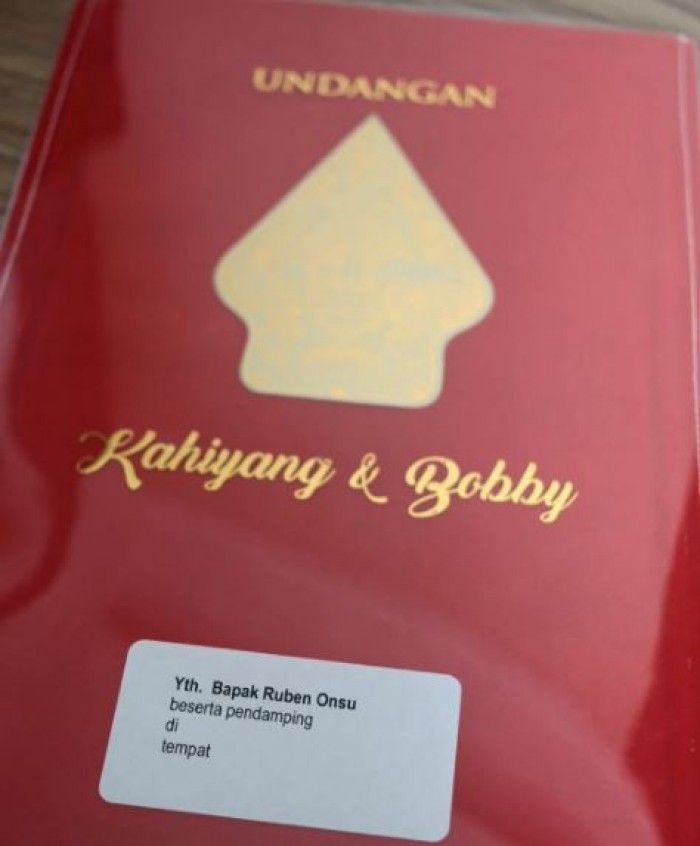 UNDANGAN
Kahiyang & Bobby
Yth. Bapak Ruben Onsu
beserta pendamping
di
tempat